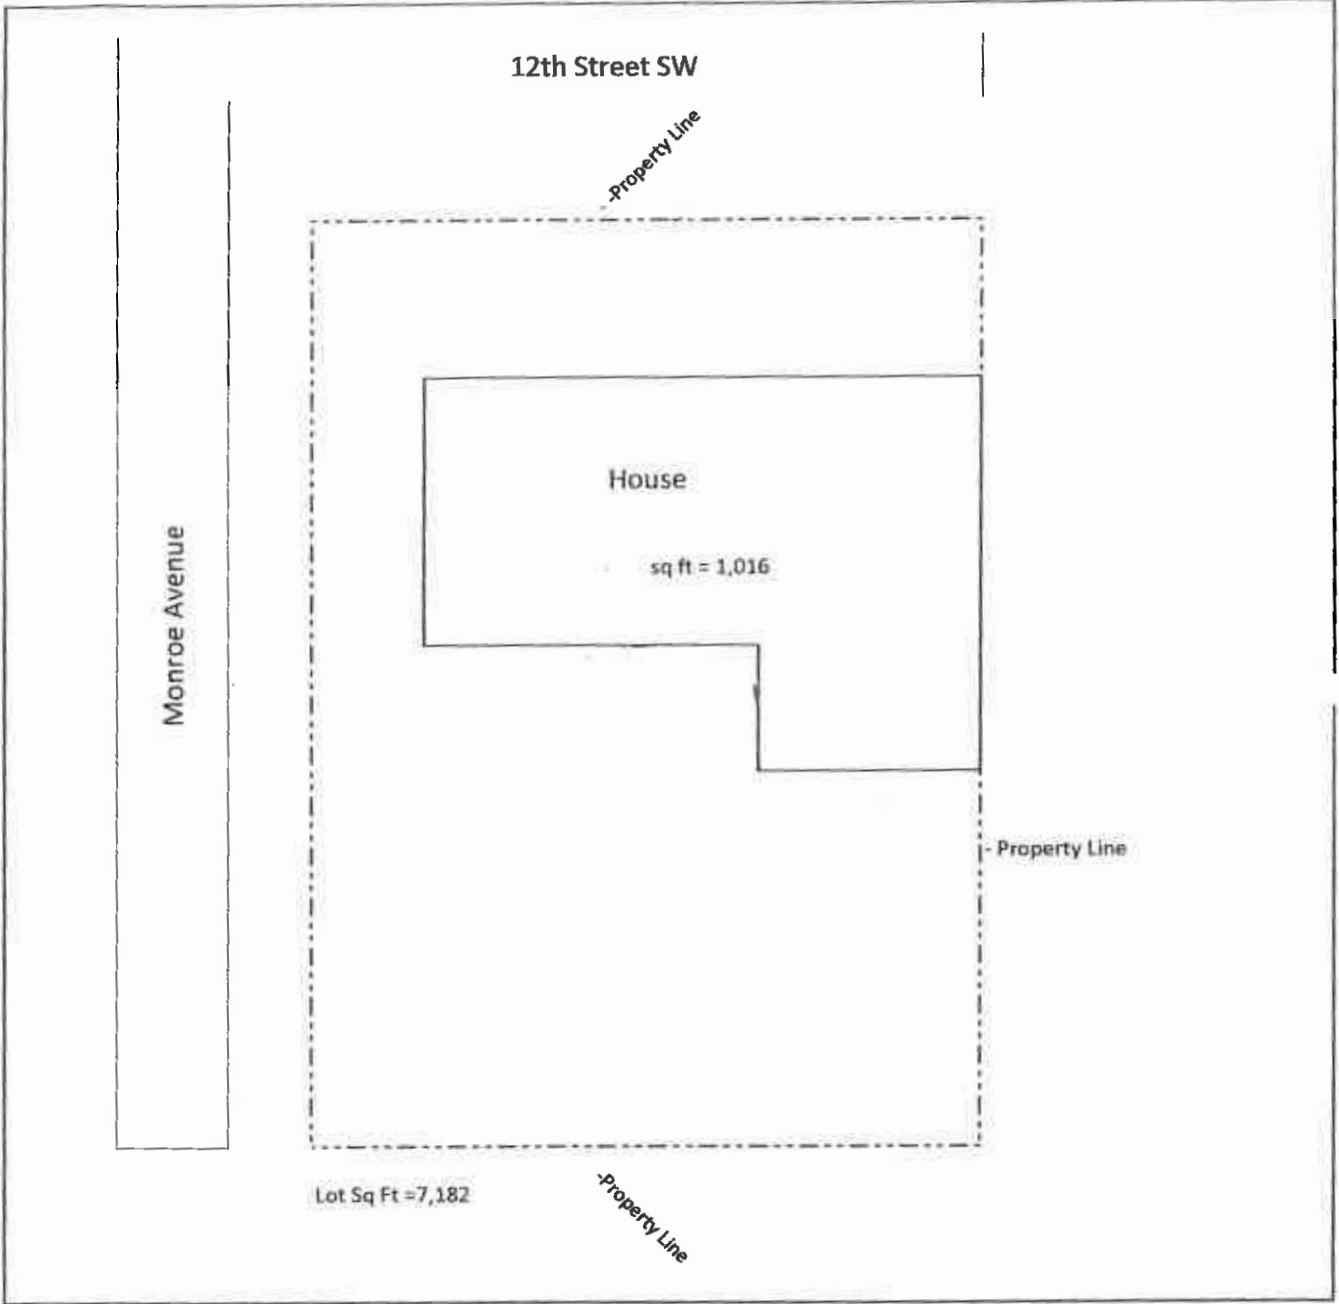 12th Street SW
-Property Line
House
sq ft = 1,016
Monroe Avenue
- Property Line
Lot Sq Ft =7,182
-Property Line